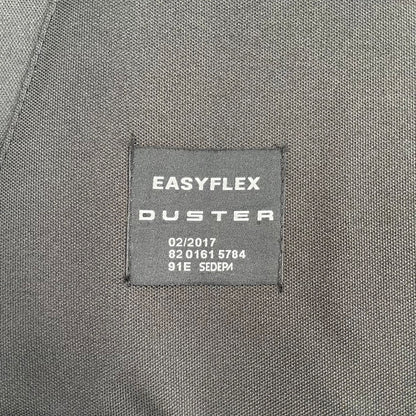 EASYFLEX
DUSTER
02/2017
82 0161 5784
91E SEDEPA